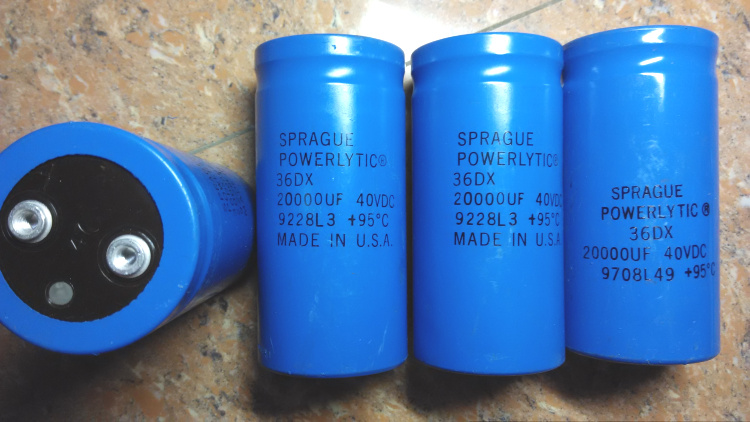 SPRAGUE
POWERLYTIC®
36DX
20000UF 40VDC
9228L3 +95°C
MADE IN U.S.A.
SPRAGUE
POWERLYTIC®
36DX
20000UF 40VDC
9228L3 +95°C
MADE IN U.S.A.
SPRAGUE
POWERLYTIC®
36DX
20000UF 40VDC
9708L49 +95°C